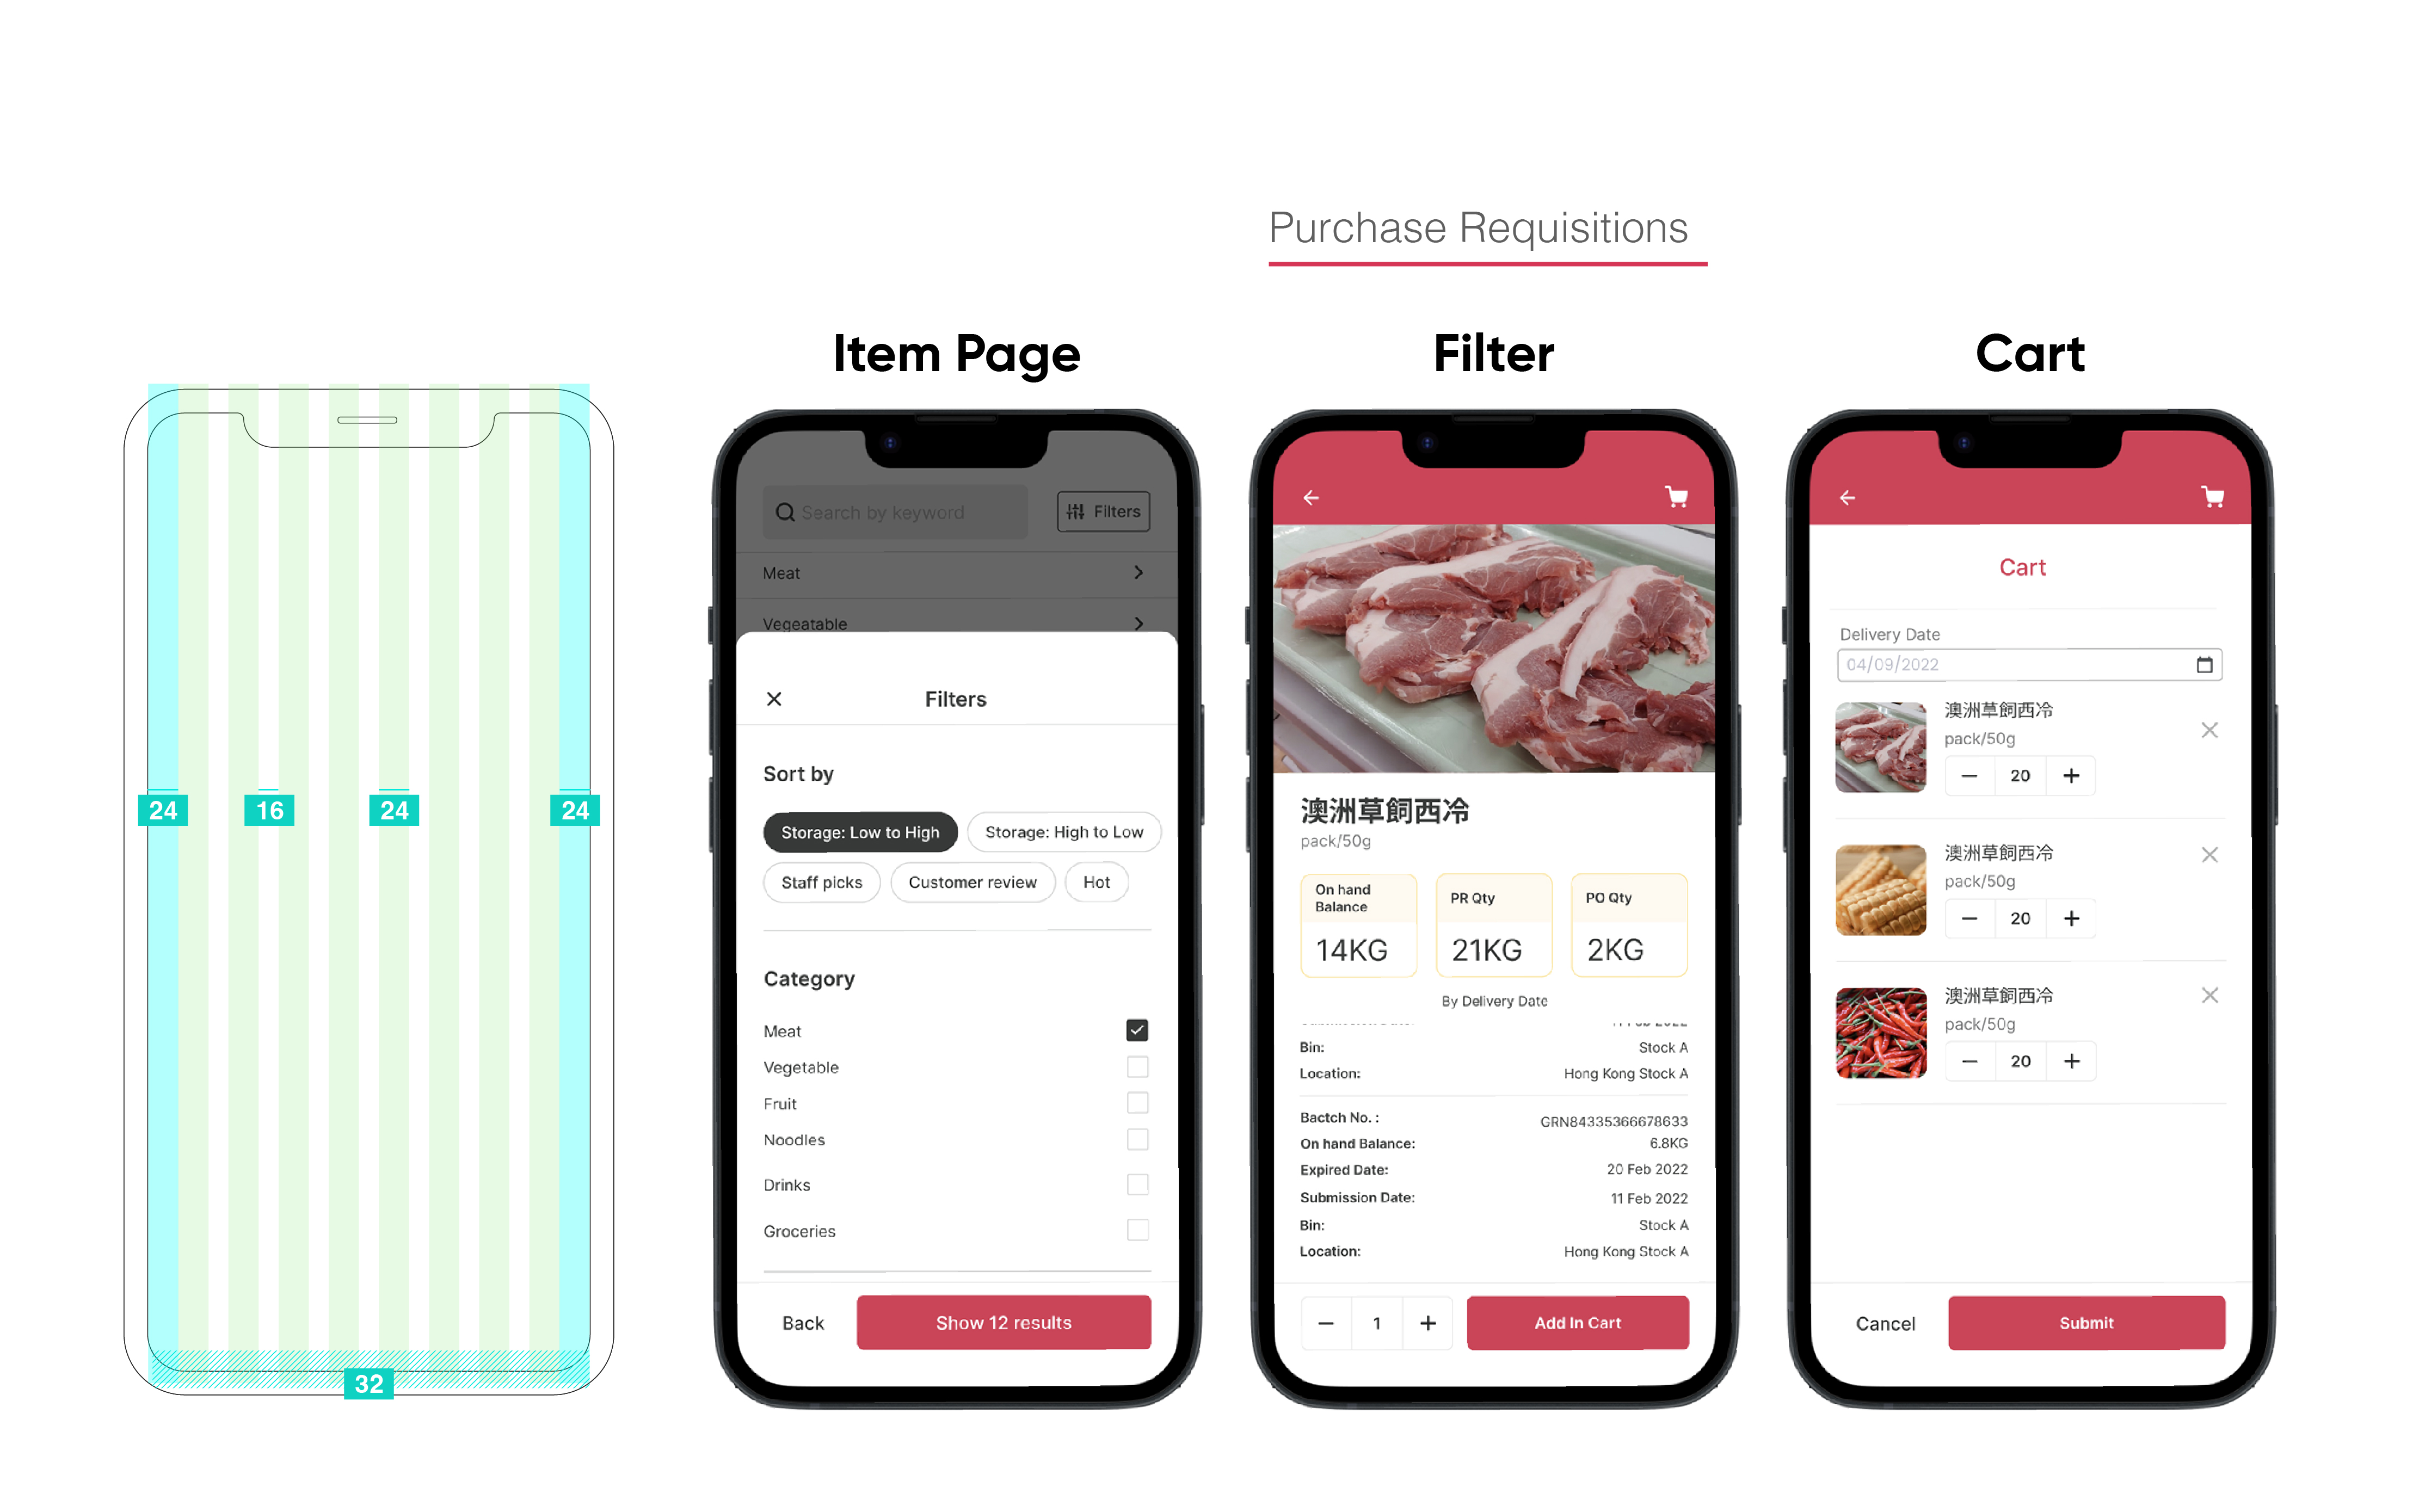 Purchase Requisitions
Item Page
Filter
Cart
24
16
24
24
32
Search by keyword
Filters
Meat
Vegeatable
Filters
Sort by
Storage: Low to High
Storage: High to Low
Staff picks
Customer review
Hot
Category
Meat
Vegetable
Fruit
Noodles
Drinks
Groceries
Back
Show 12 results
澳洲草飼西冷
pack/50g
On hand
Balance
14KG
PR Qty
21KG
PO Qty
2KG
By Delivery Date
Bin: Stock A
Location: Hong Kong Stock A
Bactch No. : GRN84335366678633
On hand Balance: 6.8KG
Expired Date: 20 Feb 2022
Submission Date: 11 Feb 2022
Bin: Stock A
Location: Hong Kong Stock A
1
Add In Cart
Cart
Delivery Date
04/09/2022
澳洲草飼西冷
pack/50g
20
澳洲草飼西冷
pack/50g
20
澳洲草飼西冷
pack/50g
20
Cancel
Submit